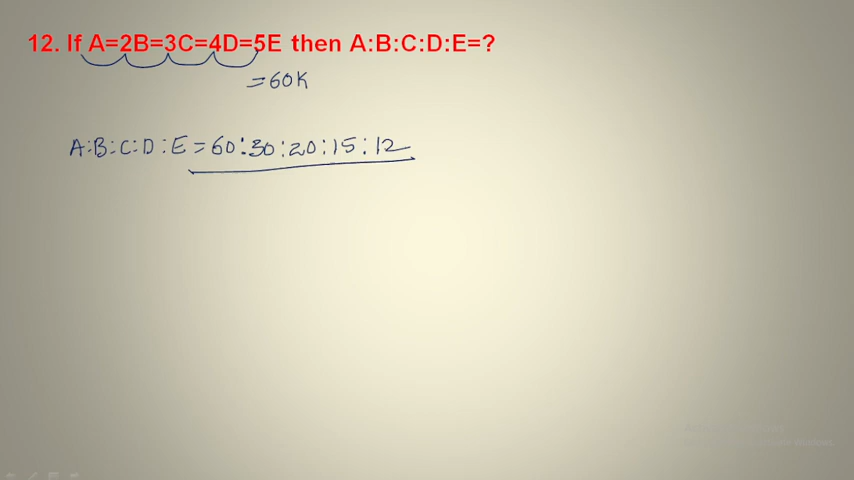 12. If A=2B=3C=4D=5E then A:B:C:D:E=?
=60K
A:B:C:D:E=60:30:20:15:12